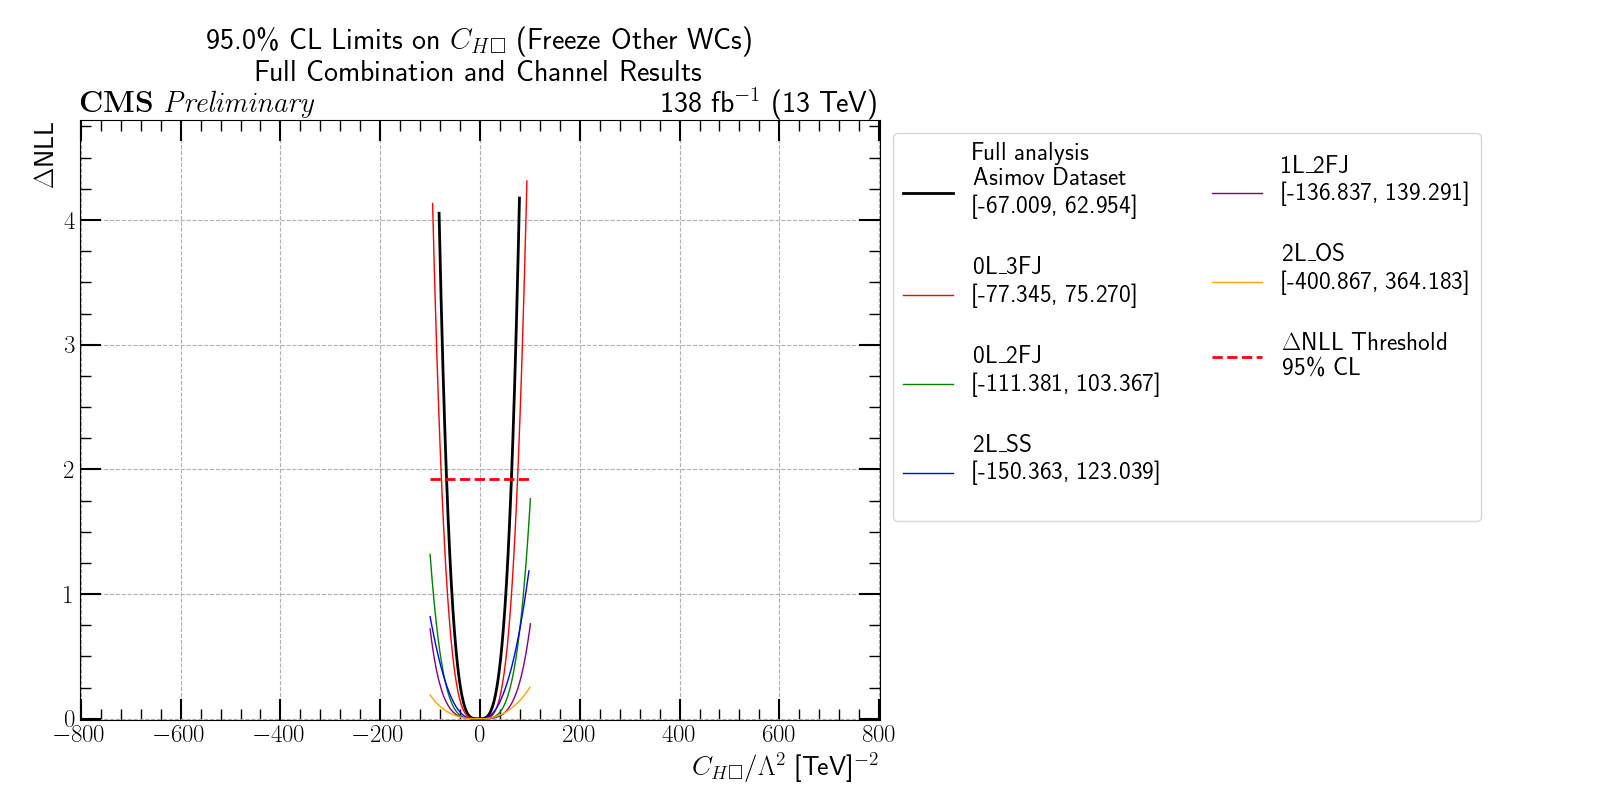 95.0% CL Limits on C_{H□} (Freeze Other WCs)
Full Combination and Channel Results
CMS Preliminary
138 fb⁻¹ (13 TeV)
ΔNLL
4
3
2
1
0
−800
−600
−400
−200
0
200
400
600
800
C_{H□}/Λ² [TeV]⁻²
Full analysis
Asimov Dataset
[-67.009, 62.954]
0L_3FJ
[-77.345, 75.270]
0L_2FJ
[-111.381, 103.367]
2L_SS
[-150.363, 123.039]
1L_2FJ
[-136.837, 139.291]
2L_OS
[-400.867, 364.183]
ΔNLL Threshold
95% CL